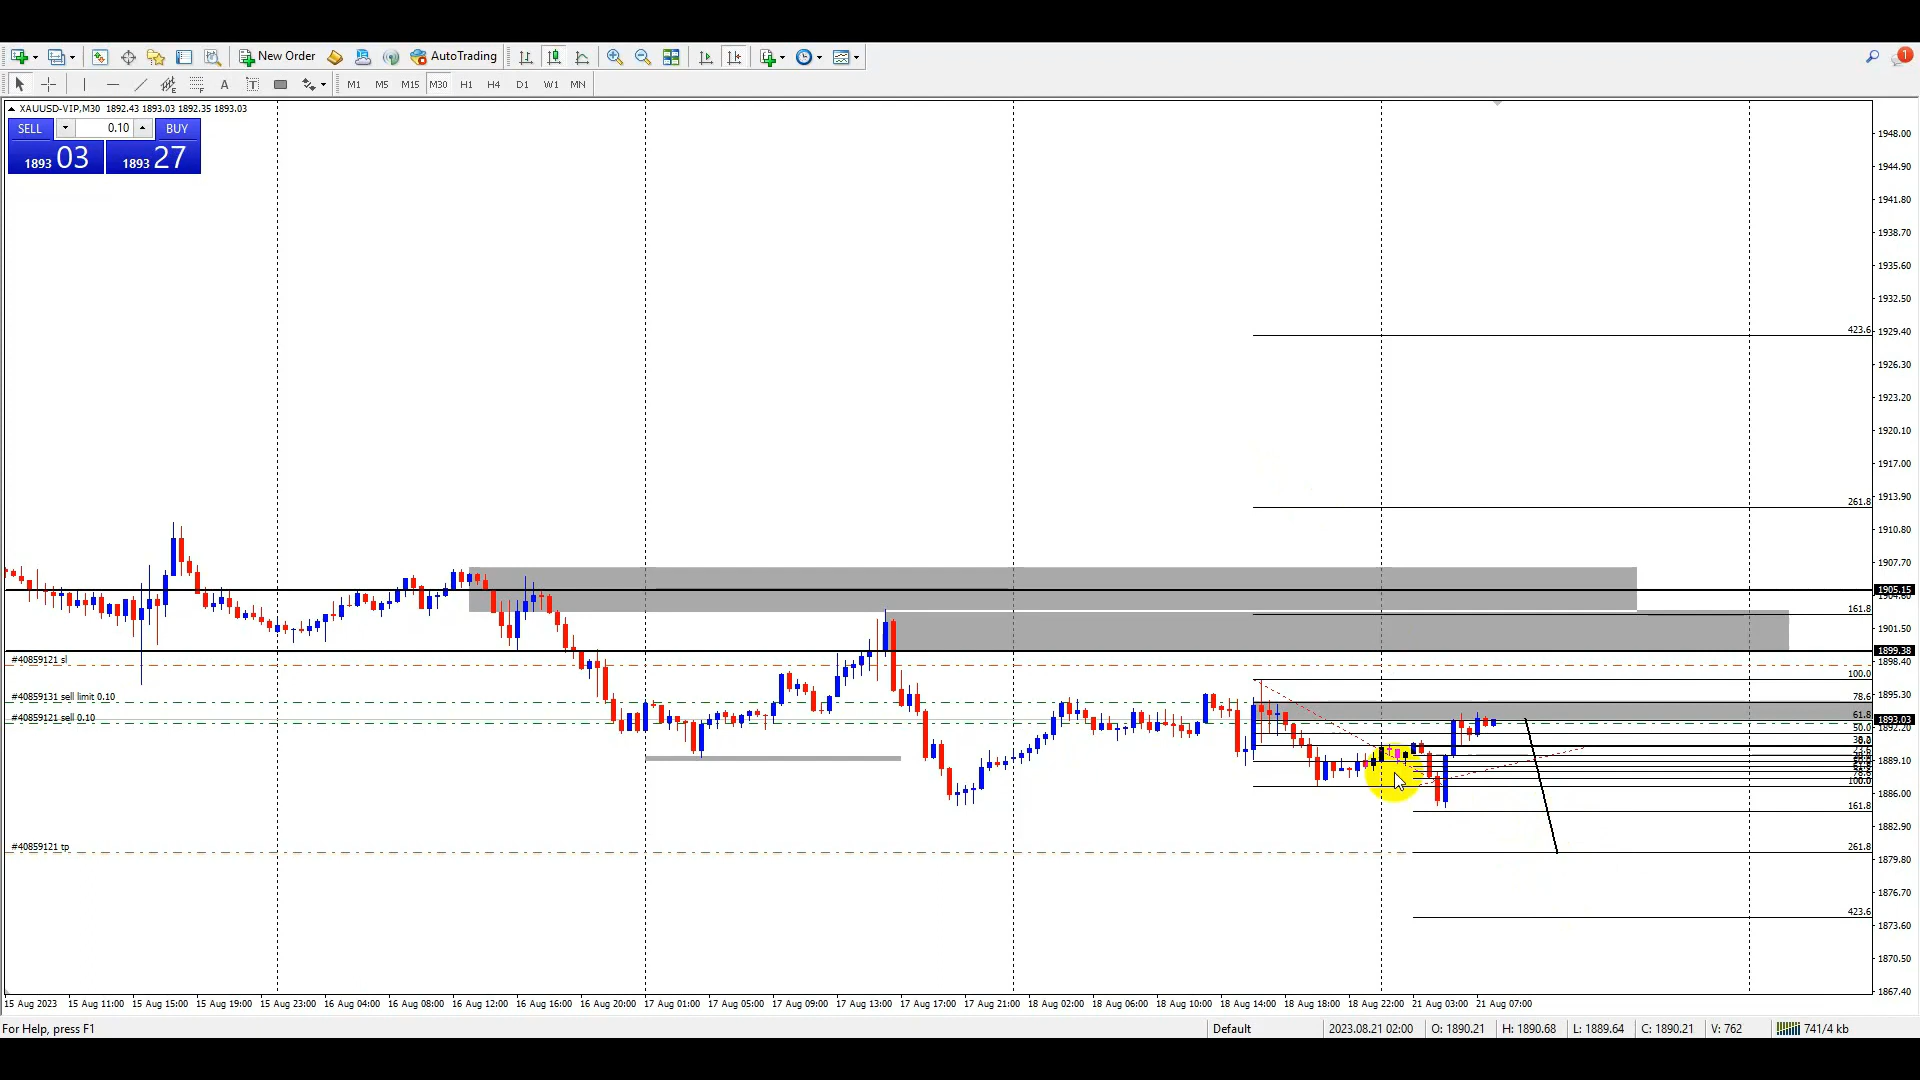 New Order AutoTrading
A T M1 M5 M15 M30 H1 H4 D1 W1 MN
XAUUSD-VIP,M30 1892.43 1893.03 1892.35 1893.03
SELL 0.10 BUY
1893 03 1893 27
1948.00
1944.90
1941.80
1938.70
1935.60
1932.50
423.6 1929.40
1926.30
1923.20
1920.10
1917.00
261.8 1913.90
1910.80
1907.70
1905.15
161.8
1901.50
1899.38
#40859121 sl 1898.40
100.0
#40859131 sell limit 0.10 78.6 1895.30
#40859121 sell 0.10 61.8 1893.03
50.0 1892.20
1889.10
100.0
1886.00
161.8
1882.90
#40859121 tp 261.8
1879.80
1876.70
423.6
1873.60
1870.50
1867.40
15 Aug 2023 15 Aug 11:00 15 Aug 15:00 15 Aug 19:00 15 Aug 23:00 16 Aug 04:00 16 Aug 08:00 16 Aug 12:00 16 Aug 16:00 16 Aug 20:00 17 Aug 01:00 17 Aug 05:00 17 Aug 09:00 17 Aug 13:00 17 Aug 17:00 17 Aug 21:00 18 Aug 02:00 18 Aug 06:00 18 Aug 10:00 18 Aug 14:00 18 Aug 18:00 18 Aug 22:00 21 Aug 03:00 21 Aug 07:00
For Help, press F1 Default 2023.08.21 02:00 O: 1890.21 H: 1890.68 L: 1889.64 C: 1890.21 V: 762 741/4 kb